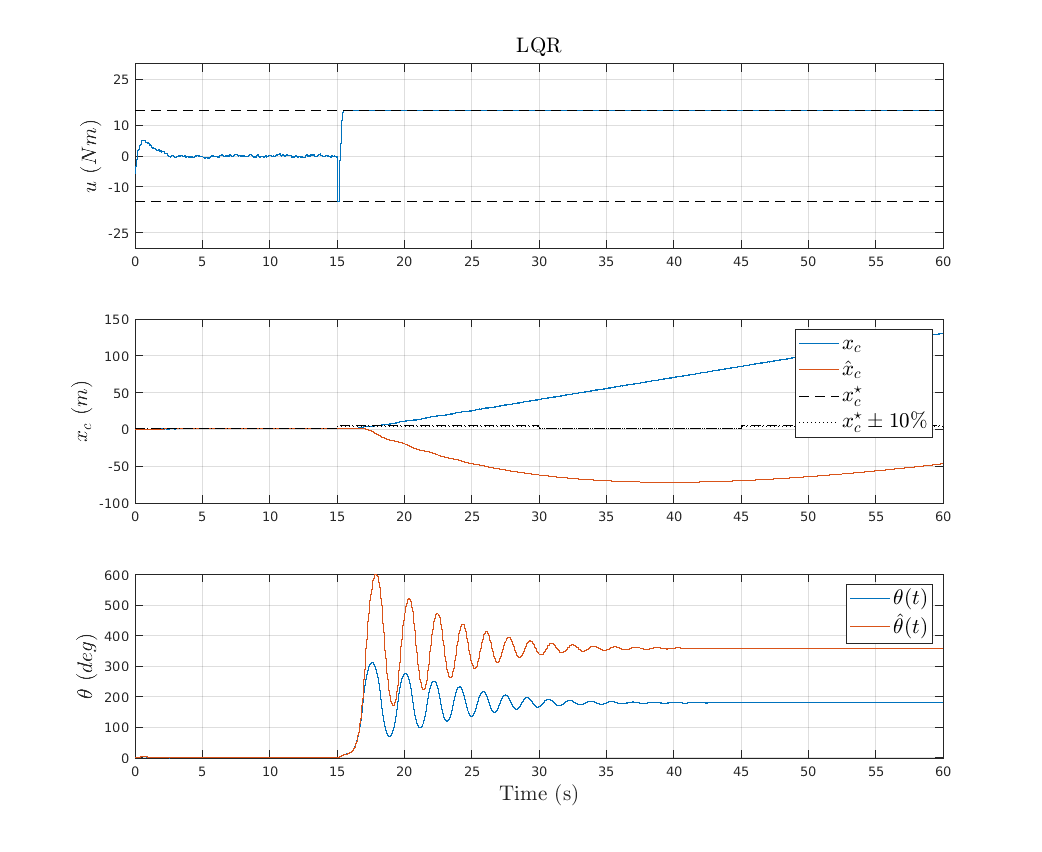 LQR
u (Nm)
25
10
0
-10
-25
0 5 10 15 20 25 30 35 40 45 50 55 60
x_c (m)
150
100
50
0
-50
-100
x_c
x̂_c
x_c^⋆
x_c^⋆ ± 10%
0 5 10 15 20 25 30 35 40 45 50 55 60
θ (deg)
600
500
400
300
200
100
0
θ(t)
θ̂(t)
0 5 10 15 20 25 30 35 40 45 50 55 60
Time (s)